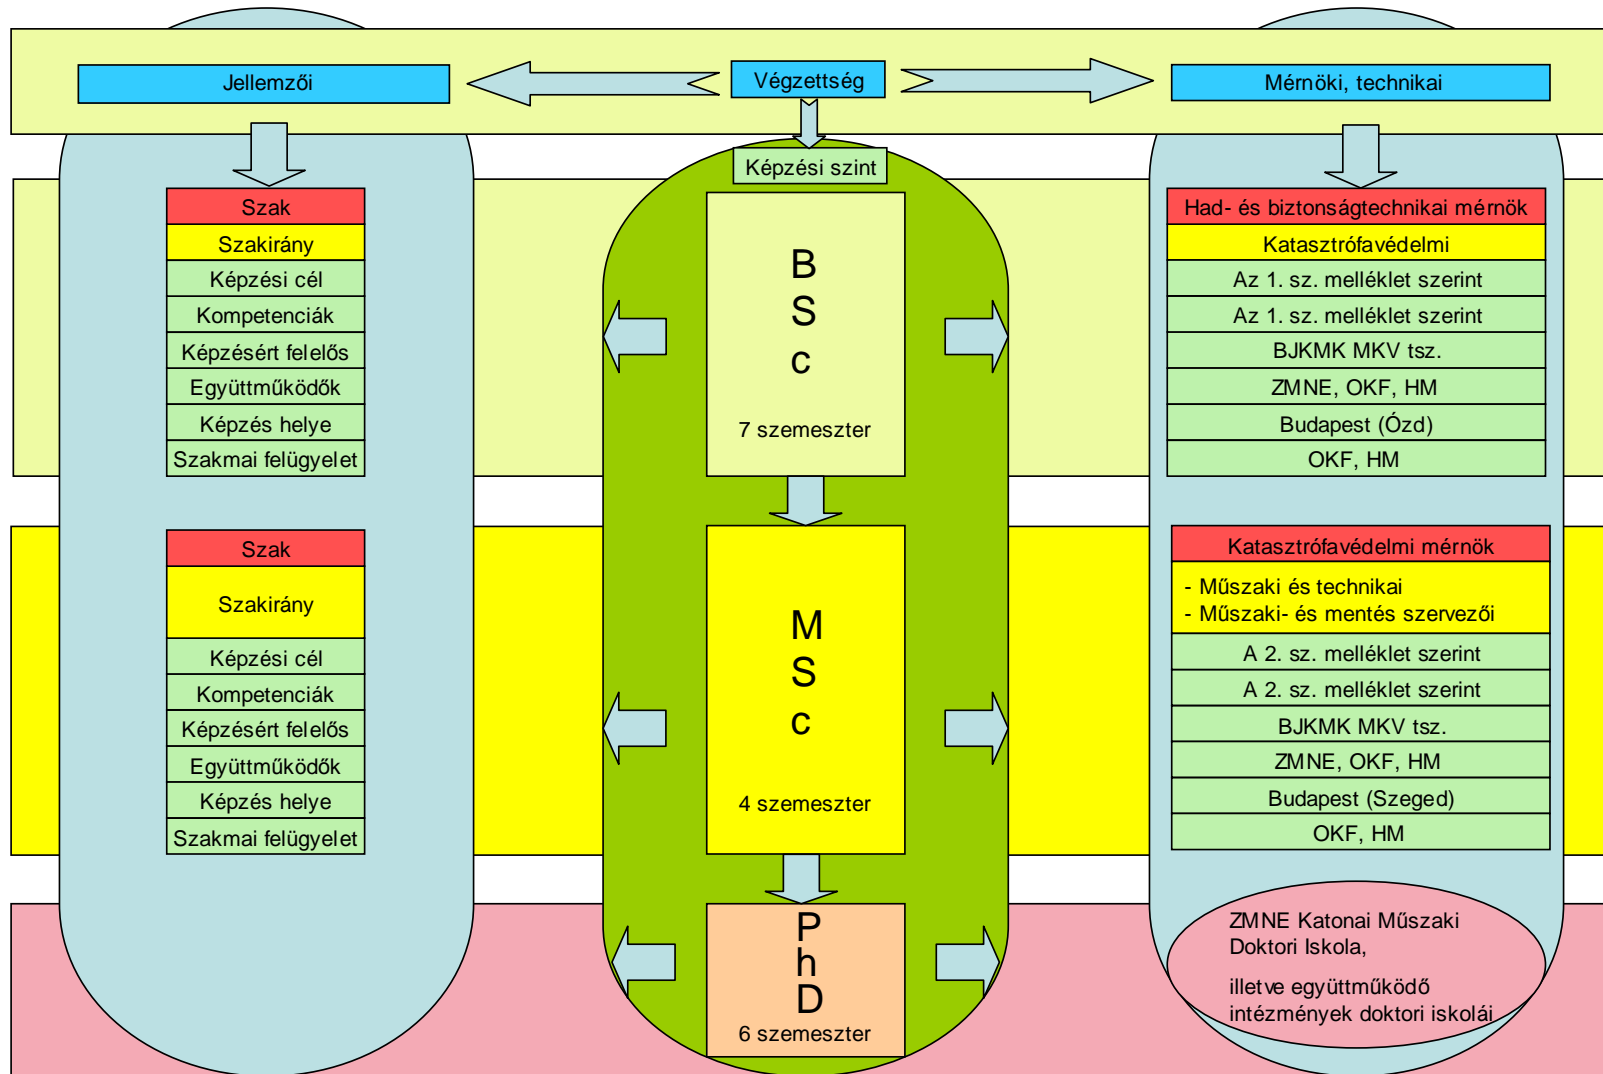 Jellemzői
Végzettség
Mérnöki, technikai
Képzési szint
Szak
Szakirány
Képzési cél
Kompetenciák
Képzésért felelős
Együttműködők
Képzés helye
Szakmai felügyelet
B
S
c
7 szemeszter
Had- és biztonságtechnikai mérnök
Katasztrófavédelmi
Az 1. sz. melléklet szerint
Az 1. sz. melléklet szerint
BJKMK MKV tsz.
ZMNE, OKF, HM
Budapest (Ózd)
OKF, HM
Szak
Szakirány
Képzési cél
Kompetenciák
Képzésért felelős
Együttműködők
Képzés helye
Szakmai felügyelet
M
S
c
4 szemeszter
Katasztrófavédelmi mérnök
- Műszaki és technikai
- Műszaki- és mentés szervezői
A 2. sz. melléklet szerint
A 2. sz. melléklet szerint
BJKMK MKV tsz.
ZMNE, OKF, HM
Budapest (Szeged)
OKF, HM
P
h
D
6 szemeszter
ZMNE Katonai Műszaki
Doktori Iskola,
illetve együttműködő
intézmények doktori iskolái